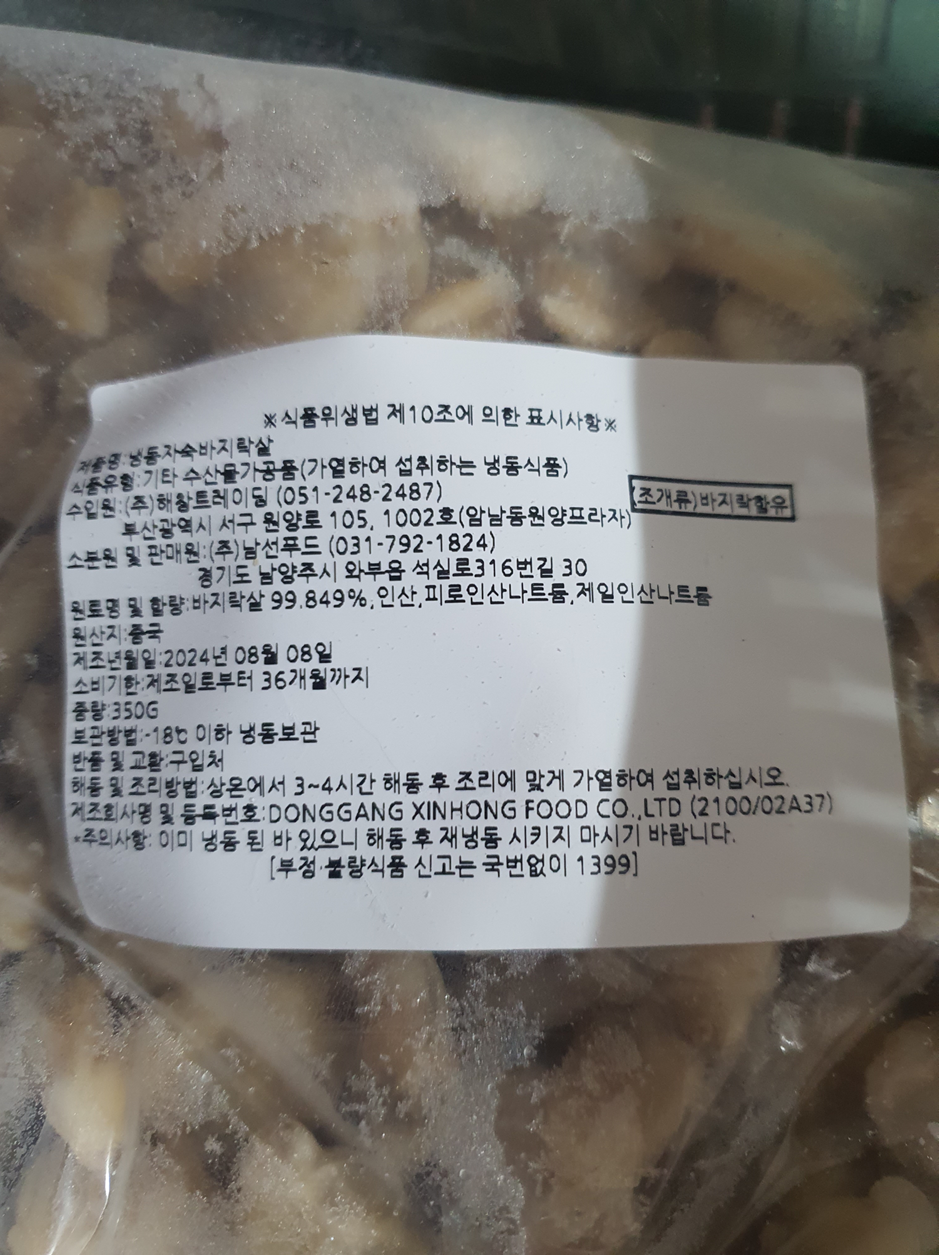 ※식품위생법 제10조에 의한 표시사항※
제품명:냉동자숙바지락살
식품유형:기타 수산물가공품(가열하여 섭취하는 냉동식품)
수입원:(주)해창트레이딩 (051-248-2487)
(조개류)바지락함유
부산광역시 서구 원양로 105, 1002호(암남동원양프라자)
소분원 및 판매원:(주)남선푸드 (031-792-1824)
경기도 남양주시 와부읍 석실로316번길 30
원료명 및 함량:바지락살 99.849%,인산,피로인산나트륨,제일인산나트륨
원산지:중국
제조년월일:2024년 08월 08일
소비기한:제조일로부터 36개월까지
중량:350G
보관방법:-18℃ 이하 냉동보관
반품 및 교환:구입처
해동 및 조리방법:상온에서 3~4시간 해동 후 조리에 맞게 가열하여 섭취하십시오.
제조회사명 및 등록번호:DONGGANG XINHONG FOOD CO.,LTD (2100/02A37)
*주의사항: 이미 냉동 된 바 있으니 해동 후 재냉동 시키지 마시기 바랍니다.
[부정·불량식품 신고는 국번없이 1399]